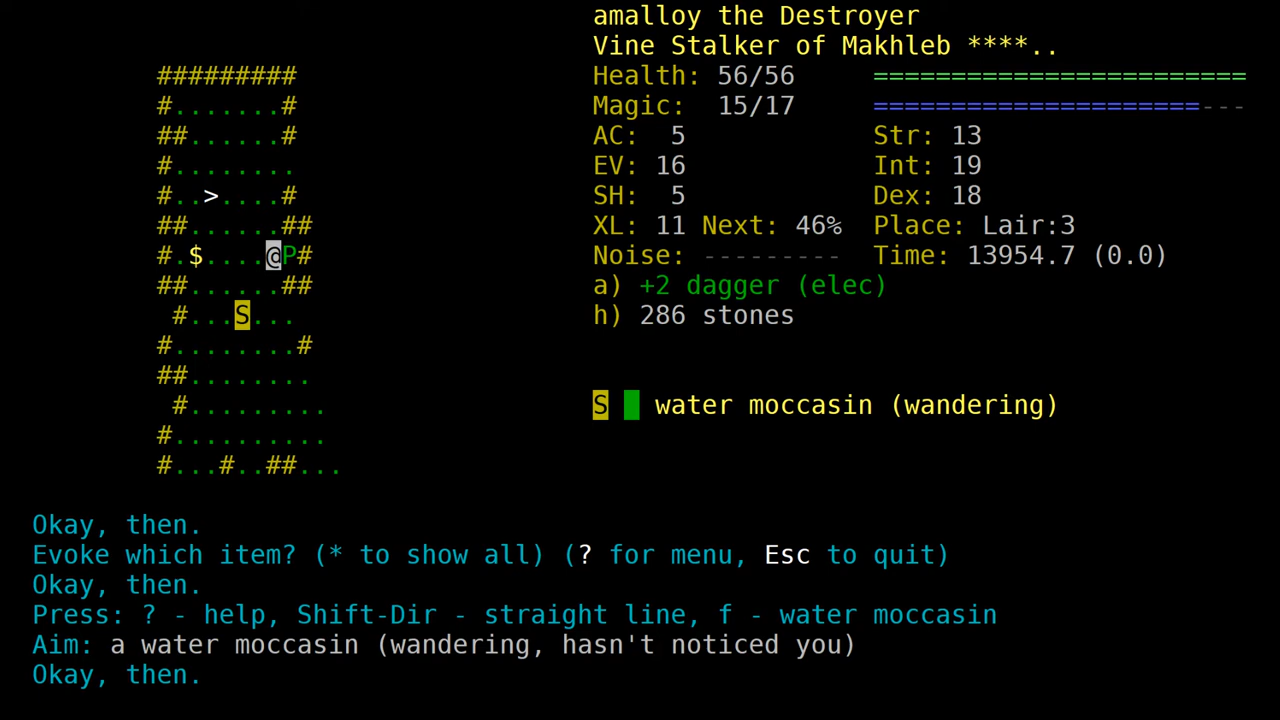 amalloy the Destroyer
Vine Stalker of Makhleb ****..
######### Health: 56/56 ========================
#.......# Magic: 15/17 =====================---
##......# AC: 5 Str: 13
#........ EV: 16 Int: 19
#..>....# SH: 5 Dex: 18
##......## XL: 11 Next: 46% Place: Lair:3
#.$....@P# Noise: --------- Time: 13954.7 (0.0)
##......## a) +2 dagger (elec)
#...S... h) 286 stones
#........#
##........
#......... S water moccasin (wandering)
#..........
#...#..##...
Okay, then.
Evoke which item? (* to show all) (? for menu, Esc to quit)
Okay, then.
Press: ? - help, Shift-Dir - straight line, f - water moccasin
Aim: a water moccasin (wandering, hasn't noticed you)
Okay, then.